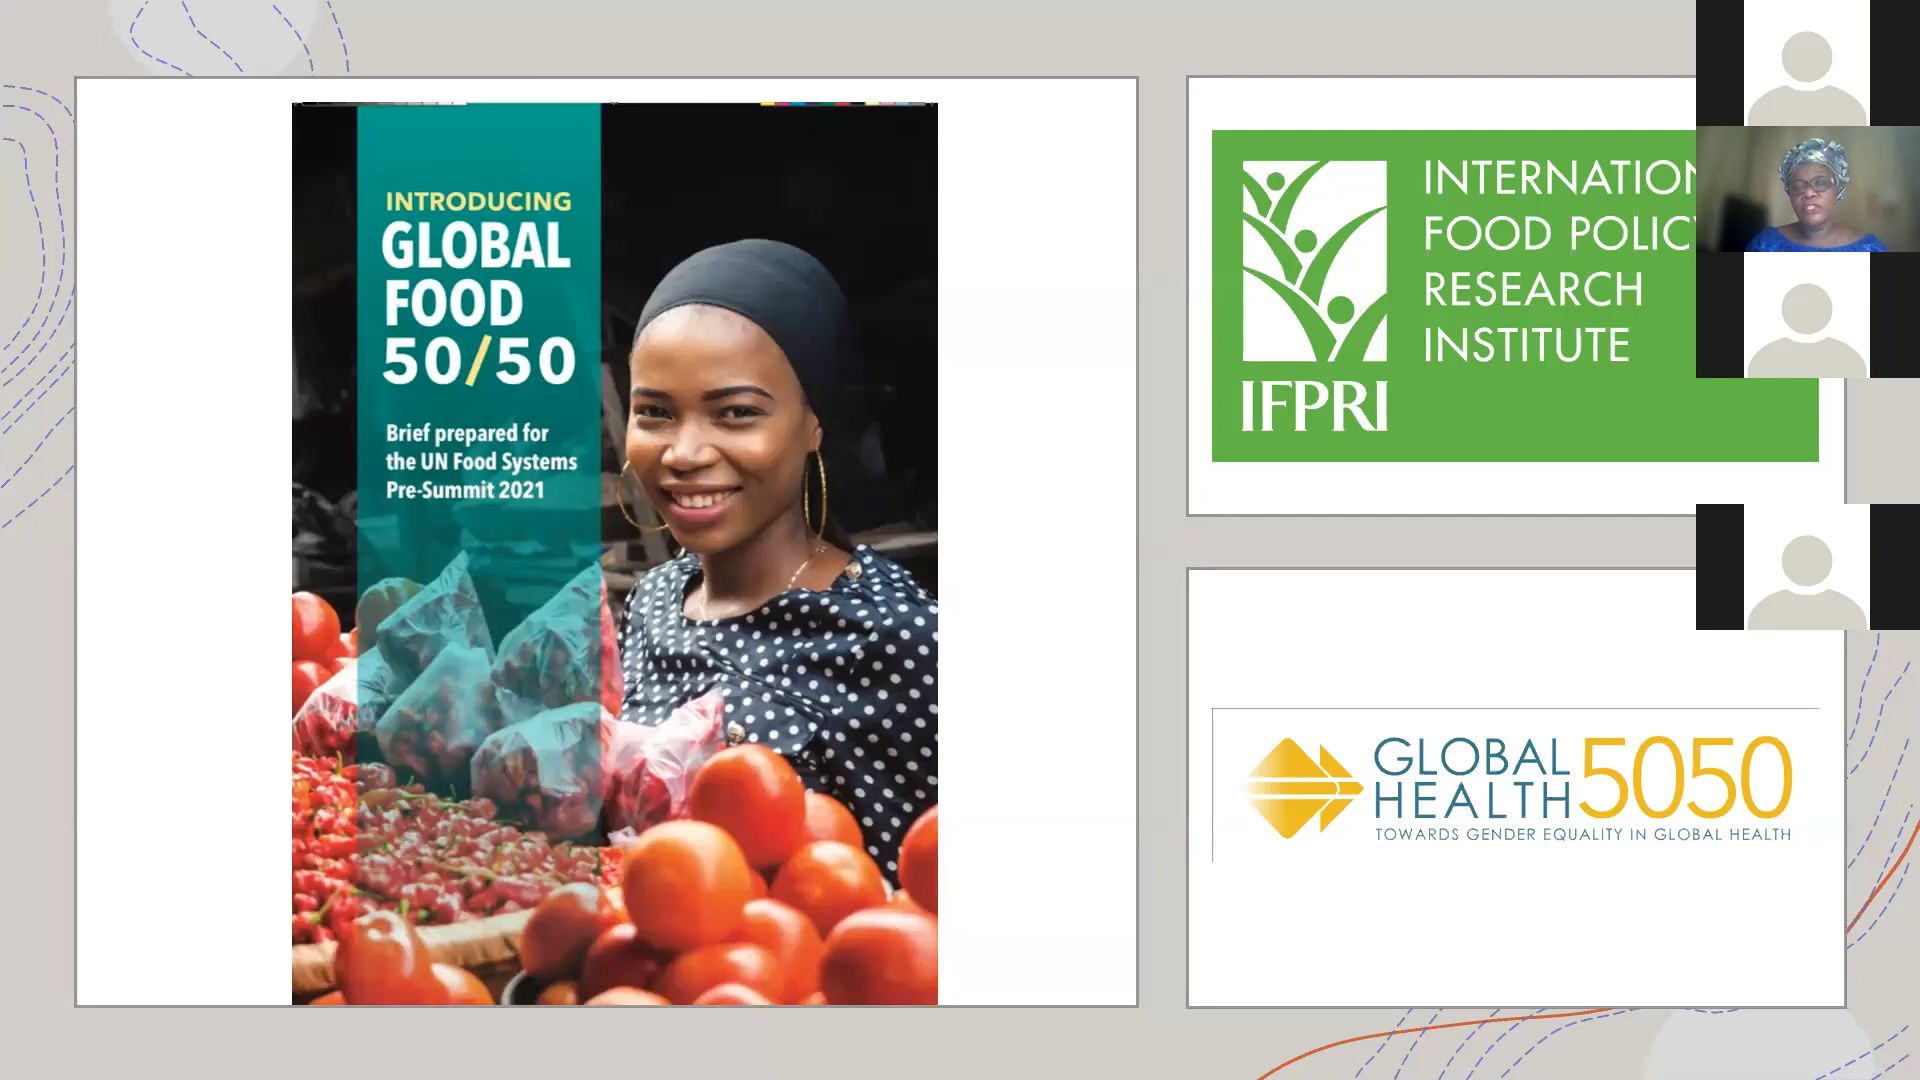 INTRODUCING
GLOBAL
FOOD
50/50
Brief prepared for
the UN Food Systems
Pre-Summit 2021
INTERNATION
FOOD POLICY
RESEARCH
INSTITUTE
IFPRI
GLOBAL
HEALTH 5050
TOWARDS GENDER EQUALITY IN GLOBAL HEALTH